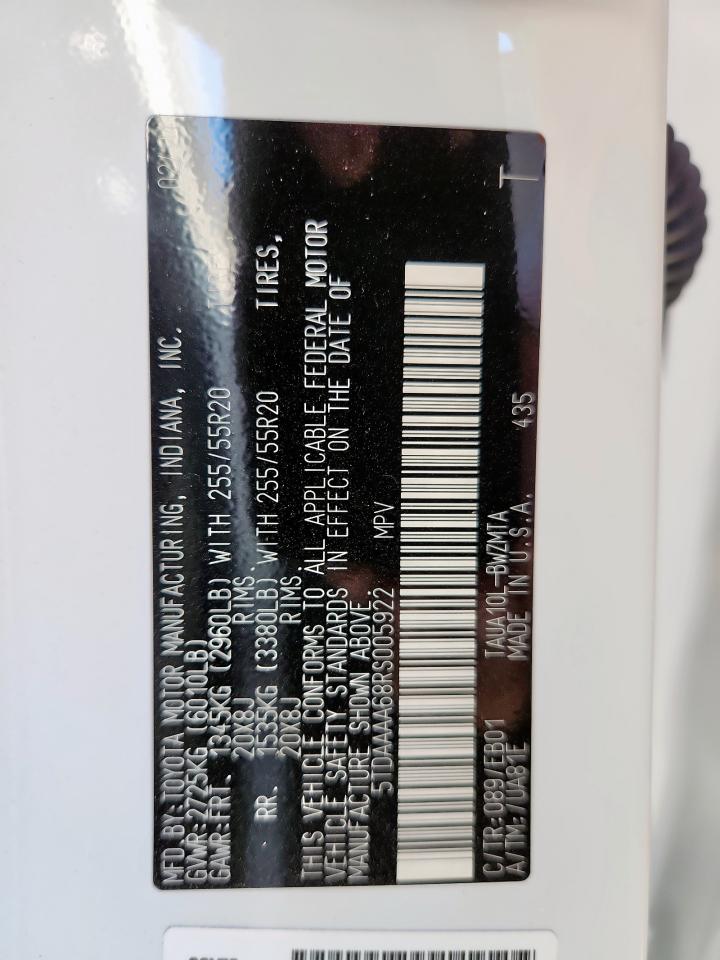 MFD BY: TOYOTA MOTOR MANUFACTURING, INDIANA, INC.
GVWR: 2725KG (6010LB)
GAWR: FRT. 1345KG (2960LB) WITH 255/55R20
20X8J RIMS.
RR. 1535KG (3380LB) WITH 255/55R20 TIRES,
20X8J RIMS.
THIS VEHICLE CONFORMS TO ALL APPLICABLE FEDERAL MOTOR
VEHICLE SAFETY STANDARDS IN EFFECT ON THE DATE OF
MANUFACTURE SHOWN ABOVE.
5TDAAAA68RS005922 MPV
C/TR: 089/EB01 TAUA10L-BWZMTA
A/TM: /UA81E MADE IN U.S.A. 435 T